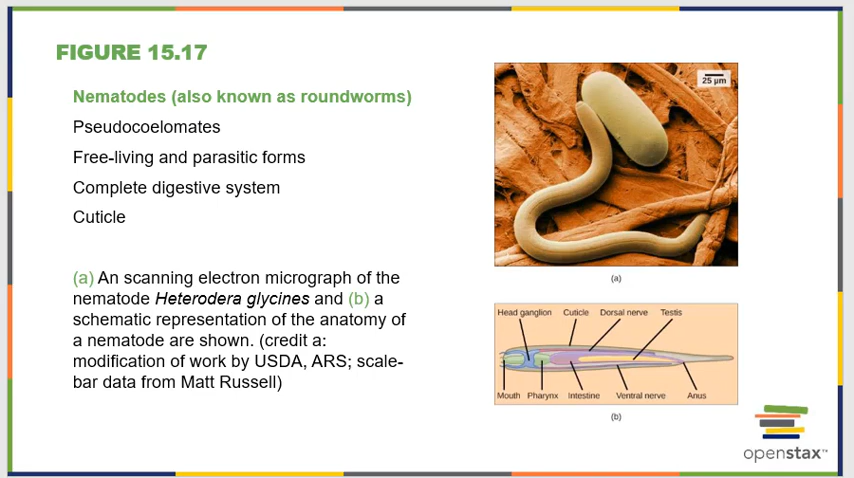 FIGURE 15.17
Nematodes (also known as roundworms)
Pseudocoelomates
Free-living and parasitic forms
Complete digestive system
Cuticle
(a) An scanning electron micrograph of the
nematode Heterodera glycines and (b) a
schematic representation of the anatomy of
a nematode are shown. (credit a:
modification of work by USDA, ARS; scale-
bar data from Matt Russell)
25 µm
(a)
Head ganglion Cuticle Dorsal nerve Testis
Mouth Pharynx Intestine Ventral nerve Anus
(b)
openstax™